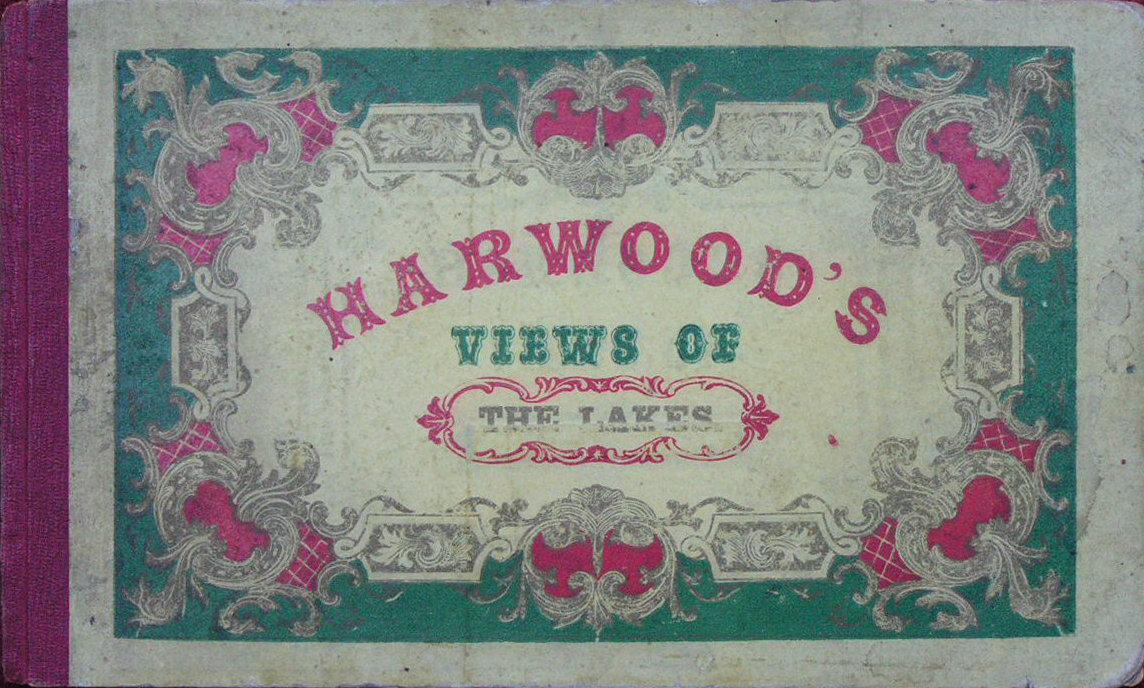 HARWOOD'S
VIEWS OF
THE LAKES